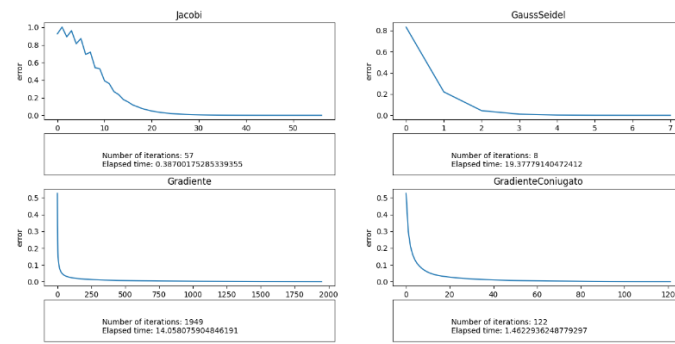 Jacobi
error
1.0
0.8
0.6
0.4
0.2
0.0
0 10 20 30 40 50
Number of iterations: 57
Elapsed time: 0.38700175285339355
GaussSeidel
error
0.8
0.6
0.4
0.2
0.0
0 1 2 3 4 5 6 7
Number of iterations: 8
Elapsed time: 19.37779140472412
Gradiente
error
0.5
0.4
0.3
0.2
0.1
0.0
0 250 500 750 1000 1250 1500 1750 2000
Number of iterations: 1949
Elapsed time: 14.058075904846191
GradienteConiugato
error
0.5
0.4
0.3
0.2
0.1
0.0
0 20 40 60 80 100 120
Number of iterations: 122
Elapsed time: 1.4622936248779297